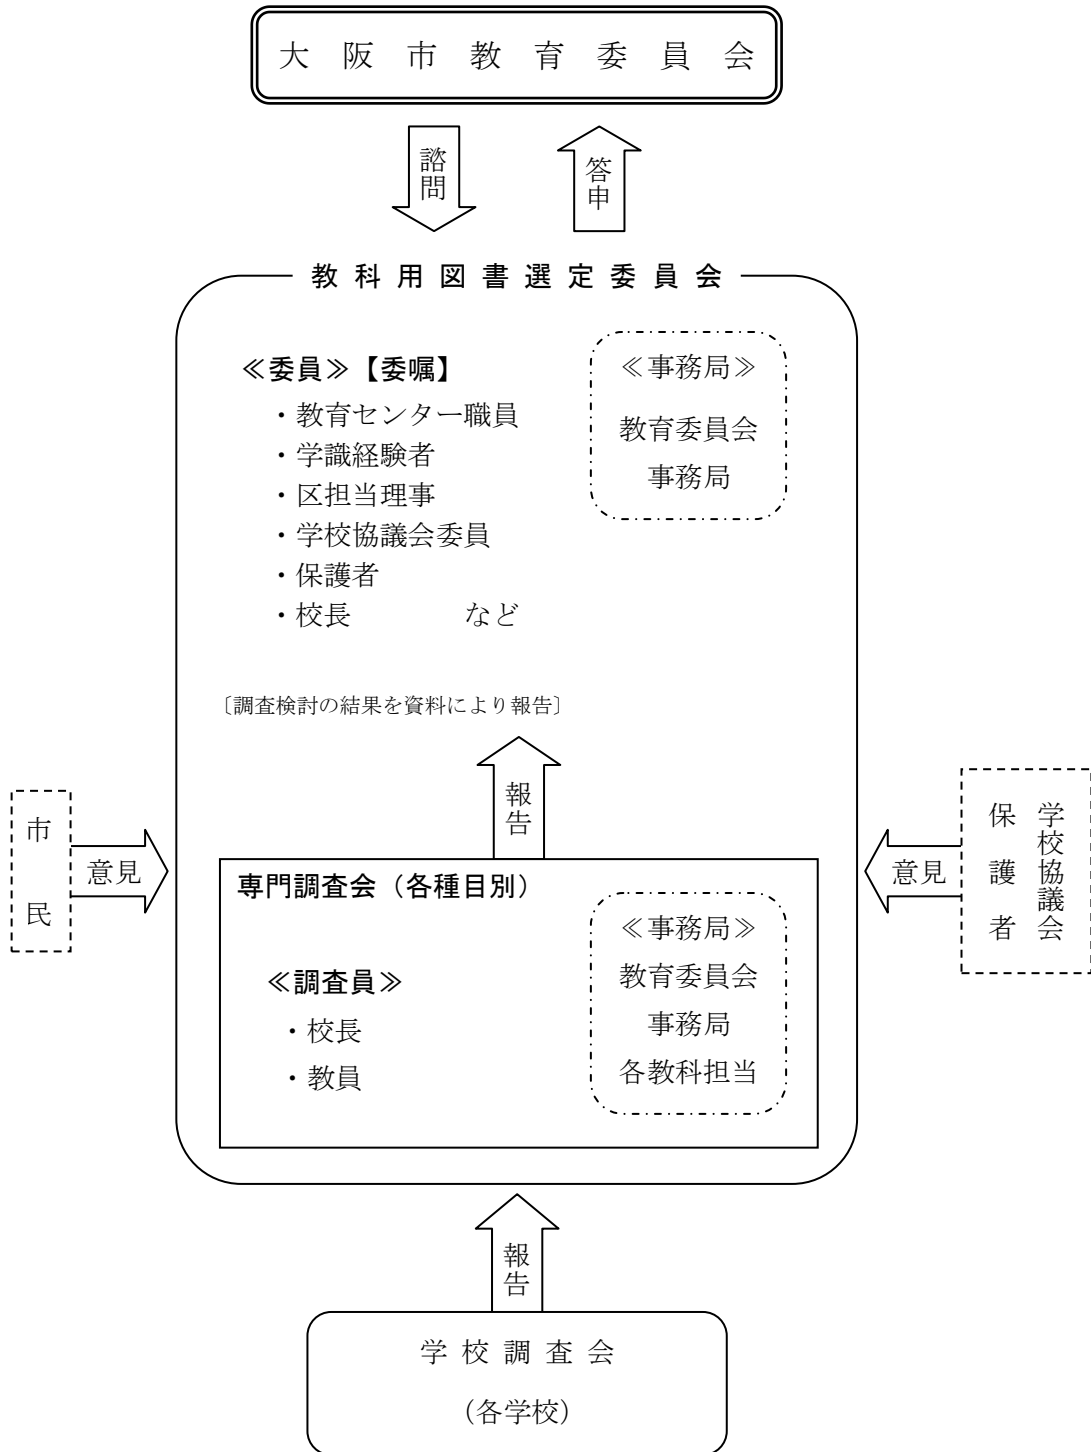 大阪市教育委員会
諮問
答申
教科用図書選定委員会
≪委員≫【委嘱】
・教育センター職員
・学識経験者
・区担当理事
・学校協議会委員
・保護者
・校長　　　　など
≪事務局≫
教育委員会
事務局
〔調査検討の結果を資料により報告〕
報告
市民
意見
学校協議会
保護者
意見
専門調査会（各種目別）
≪調査員≫
・校長
・教員
≪事務局≫
教育委員会
事務局
各教科担当
報告
学校調査会
（各学校）